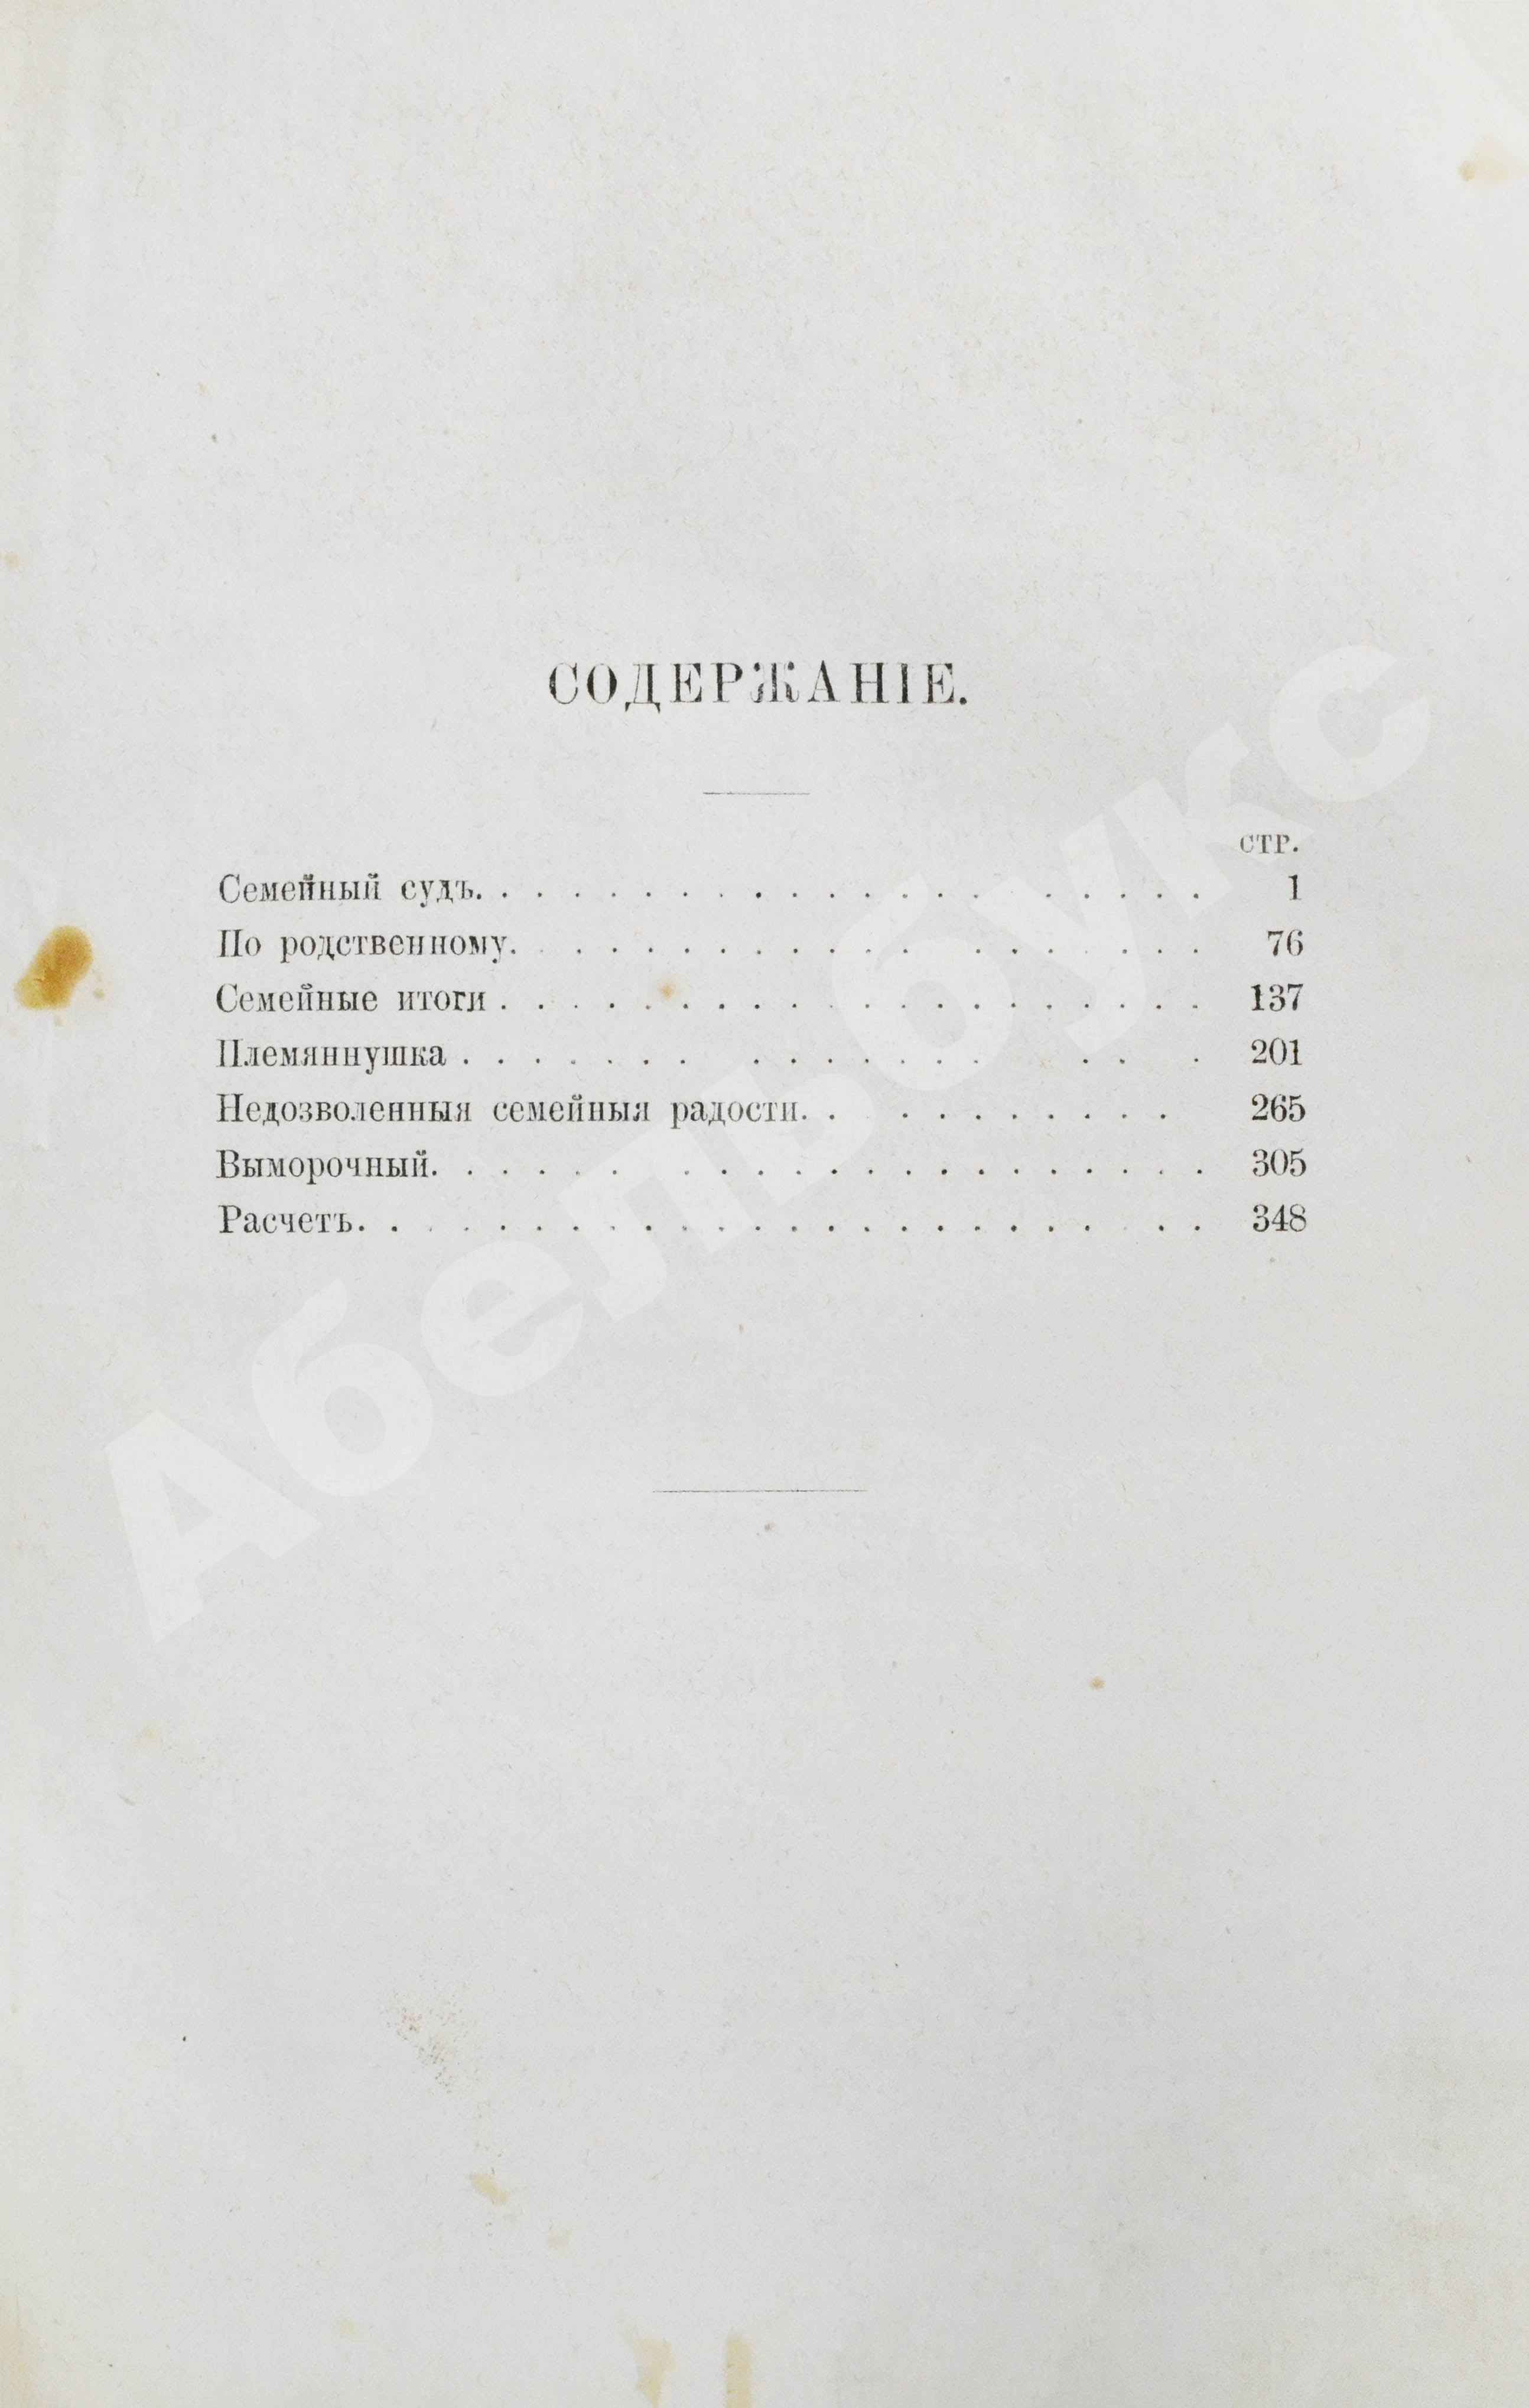 СОДЕРЖАНІЕ.
СТР.
Семейный судъ. . . . . . . . . . . . . . . . . . . . 1
По родственному. . . . . . . . . . . . . . . . . . . 76
Семейные итоги . . . . . . . . . . . . . . . . . . . 137
Племяннушка . . . . . . . . . . . . . . . . . . 201
Недозволенныя семейныя радости. . . . . . . . . . 265
Выморочный. . . . . . . . . . . . . . . . . . . . . 305
Расчетъ. . . . . . . . . . . . . . . . . . . . . . . 348
Абельбукс